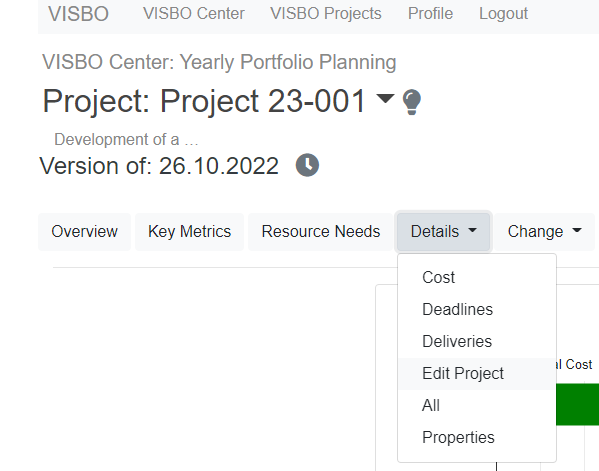 VISBO VISBO Center VISBO Projects Profile Logout
VISBO Center: Yearly Portfolio Planning
Project: Project 23-001
Development of a ...
Version of: 26.10.2022
Overview Key Metrics Resource Needs Details Change
Cost
Deadlines
Deliveries
Edit Project
al Cost
All
Properties